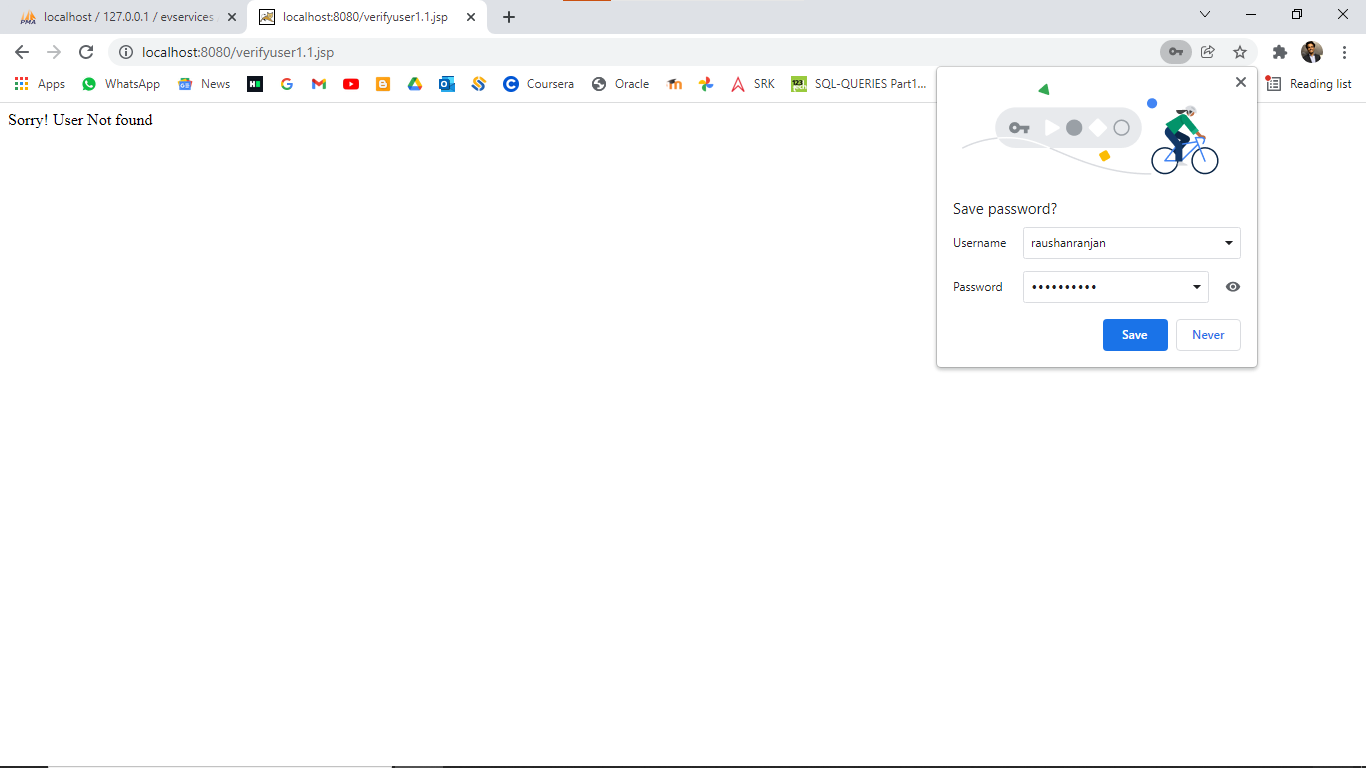 localhost / 127.0.0.1 / evservices
localhost:8080/verifyuser1.1.jsp
localhost:8080/verifyuser1.1.jsp
Apps WhatsApp News Coursera Oracle SRK SQL-QUERIES Part1... Reading list
Sorry! User Not found
Save password?
Username raushanranjan
Password ••••••••••
Save Never